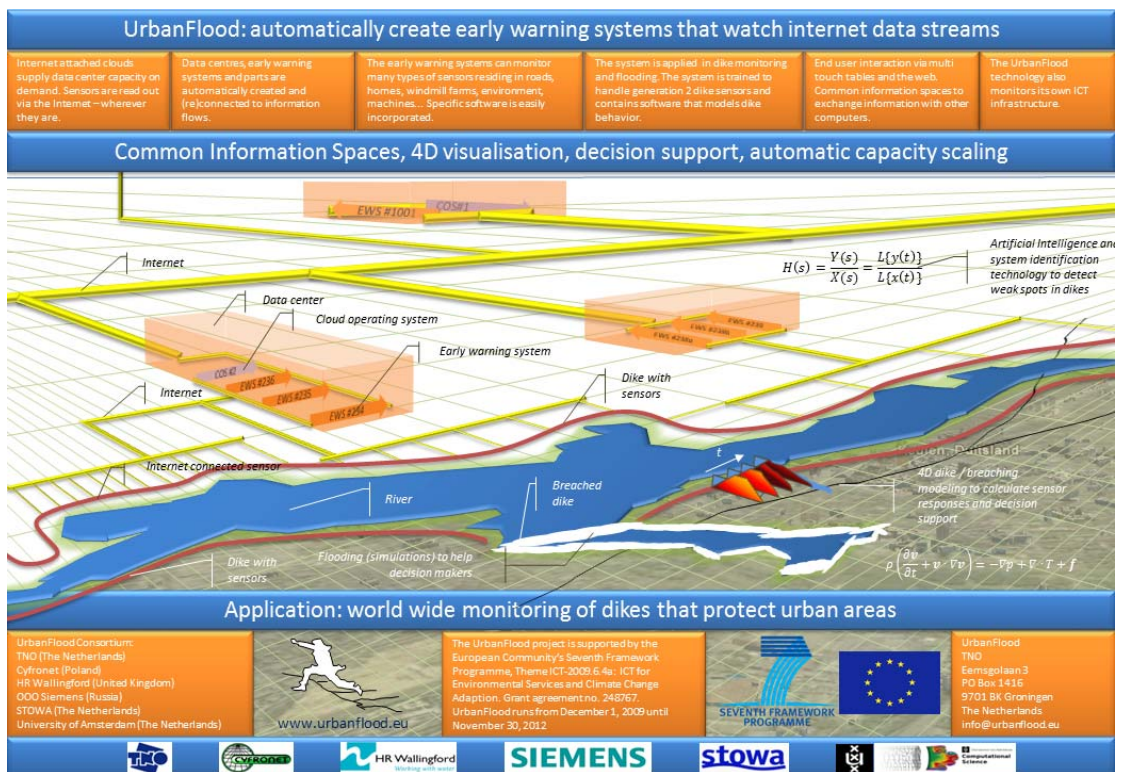 UrbanFlood: automatically create early warning systems that watch internet data streams
Internet attached clouds
supply data center capacity on
demand. Sensors are read out
via the Internet – wherever
they are.
Data centres, early warning
systems and parts are
automatically created and
(re)connected to information
flows.
The early warning systems can monitor
many types of sensors residing in roads,
homes, windmill farms, environment,
machines... Specific software is easily
incorporated.
The system is applied in dike monitoring
and flooding. The system is trained to
handle generation 2 dike sensors and
contains software that models dike
behavior.
End user interaction via multi
touch tables and the web.
Common information spaces to
exchange information with other
computers.
The UrbanFlood
technology also
monitors its own ICT
infrastructure.
Common Information Spaces, 4D visualisation, decision support, automatic capacity scaling
EWS #1001
COS#1
Internet
H(s) = Y(s)/X(s) = L{y(t)}/L{x(t)}
Artificial Intelligence and
system identification
technology to detect
weak spots in dikes
Data center
Cloud operating system
Early warning system
COS #2
EWS #236
EWS #235
EWS #234
EWS #239
EWS #238b
EWS #238a
Internet
Dike with
sensors
Internet connected sensor
River
Breached
dike
t
4D dike / breaching
modeling to calculate sensor
responses and decision
support
Dike with
sensors
Flooding (simulations) to help
decision makers
ρ(∂v/∂t + v · ∇v) = −∇p + ∇ · T + f
Application: world wide monitoring of dikes that protect urban areas
UrbanFlood Consortium:
TNO (The Netherlands)
Cyfronet (Poland)
HR Wallingford (United Kingdom)
OOO Siemens (Russia)
STOWA (The Netherlands)
University of Amsterdam (The Netherlands)
www.urbanflood.eu
The UrbanFlood project is supported by the
European Community's Seventh Framework
Programme, Theme ICT-2009.6.4a: ICT for
Environmental Services and Climate Change
Adaption. Grant agreement no. 248767.
UrbanFlood runs from December 1, 2009 until
November 30, 2012
SEVENTH FRAMEWORK
PROGRAMME
UrbanFlood
TNO
Eemsgolaan 3
PO Box 1416
9701 BK Groningen
The Netherlands
info@urbanflood.eu
TNO
CYFRONET
HR Wallingford
Working with water
SIEMENS
stowa
Computational
Science